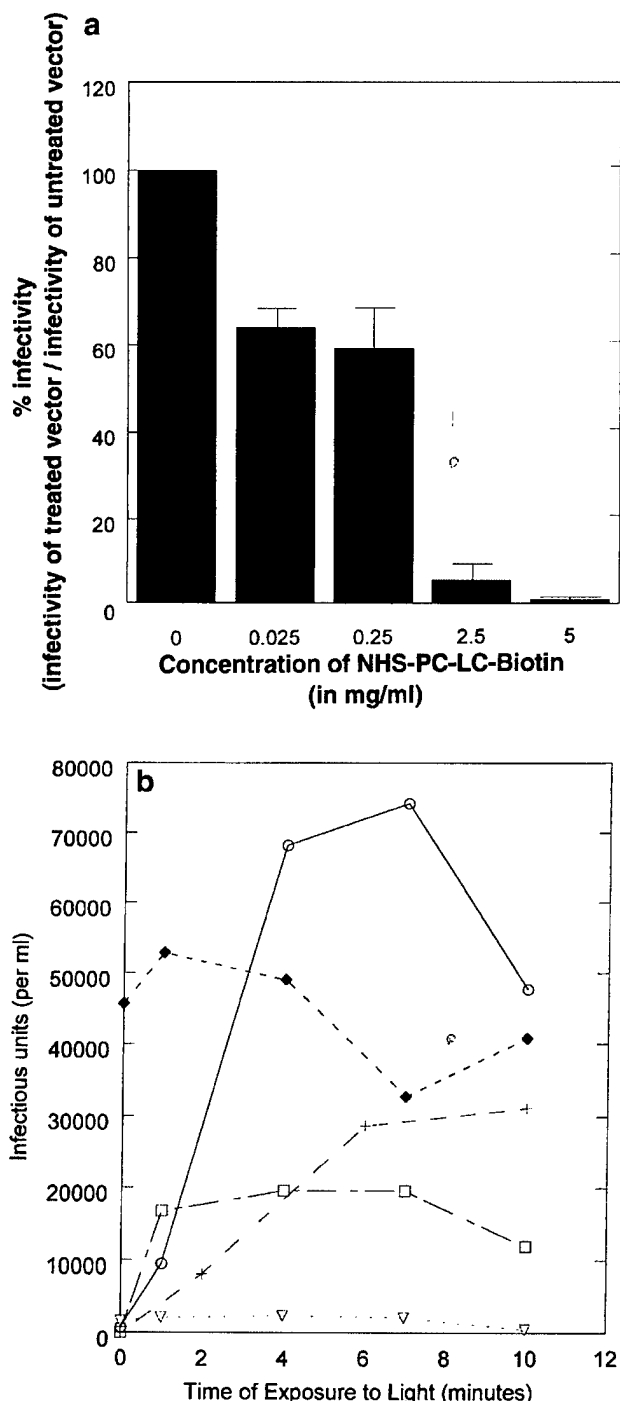 a
% infectivity
(infectivity of treated vector / infectivity of untreated vector)
120
100
80
60
40
20
0
0 0.025 0.25 2.5 5
Concentration of NHS-PC-LC-Biotin
(in mg/ml)
b
Infectious units (per ml)
80000
70000
60000
50000
40000
30000
20000
10000
0
0 2 4 6 8 10 12
Time of Exposure to Light (minutes)